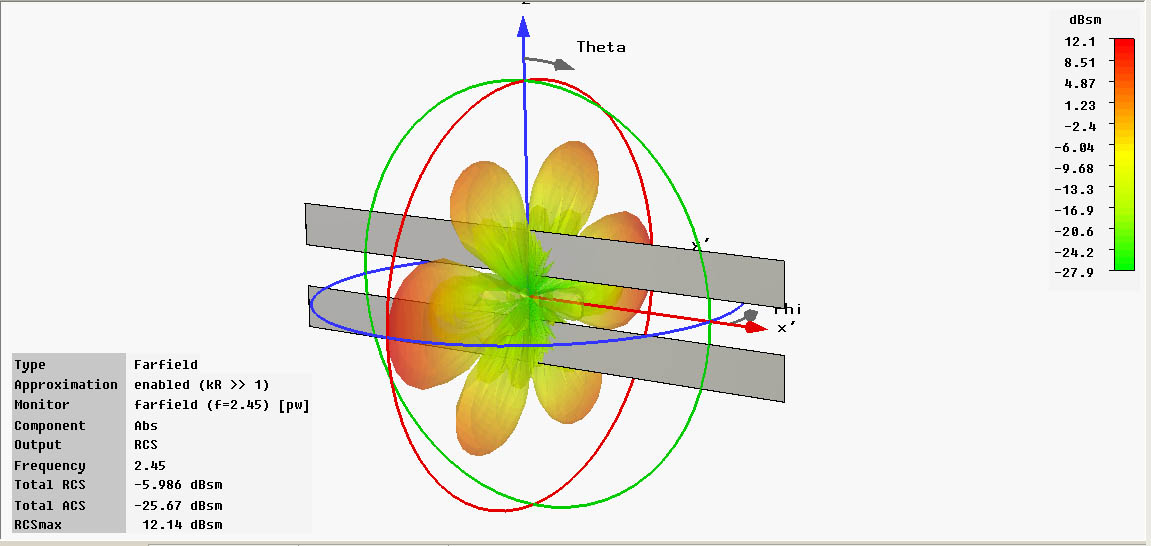 Theta
dBsm
12.1
8.51
4.87
1.23
-2.4
-6.04
-9.68
-13.3
-16.9
-20.6
-24.2
-27.9
x'
Type Farfield
Approximation enabled (kR >> 1)
Monitor farfield (f=2.45) [pw]
Component Abs
Output RCS
Frequency 2.45
Total RCS -5.986 dBsm
Total ACS -25.67 dBsm
RCSmax 12.14 dBsm